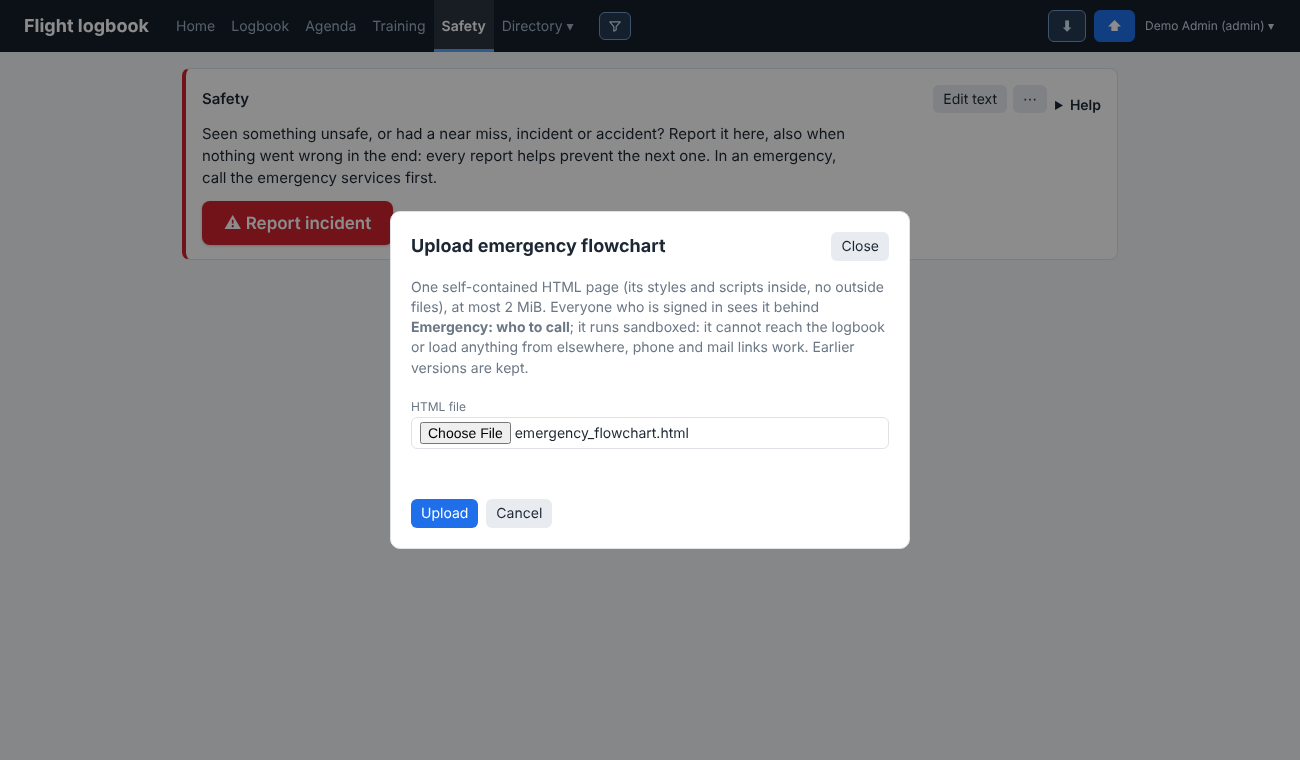 Flight logbook Home Logbook Agenda Training Safety Directory ▾ Demo Admin (admin) ▾
Safety Edit text ⋯ ▶ Help
Seen something unsafe, or had a near miss, incident or accident? Report it here, also when
nothing went wrong in the end: every report helps prevent the next one. In an emergency,
call the emergency services first.
⚠ Report incident
Upload emergency flowchart Close
One self-contained HTML page (its styles and scripts inside, no outside
files), at most 2 MiB. Everyone who is signed in sees it behind
Emergency: who to call; it runs sandboxed: it cannot reach the logbook
or load anything from elsewhere, phone and mail links work. Earlier
versions are kept.
HTML file
Choose File emergency_flowchart.html
Upload Cancel